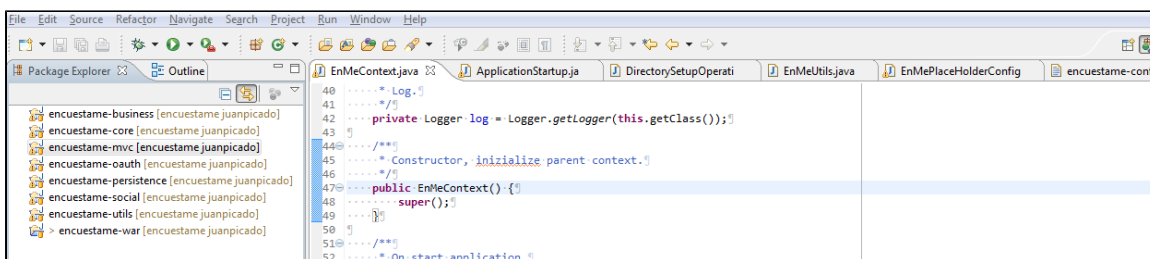 File Edit Source Refactor Navigate Search Project Run Window Help
Package Explorer Outline
encuestame-business [encuestame juanpicado]
encuestame-core [encuestame juanpicado]
encuestame-mvc [encuestame juanpicado]
encuestame-oauth [encuestame juanpicado]
encuestame-persistence [encuestame juanpicado]
encuestame-social [encuestame juanpicado]
encuestame-utils [encuestame juanpicado]
> encuestame-war [encuestame juanpicado]
EnMeContext.java ApplicationStartup.ja DirectorySetupOperati EnMeUtils.java EnMePlaceHolderConfig encuestame-con
40 * Log.
41 */
42 private Logger log = Logger.getLogger(this.getClass());
43
44 /**
45 * Constructor, inizialize parent context.
46 */
47 public EnMeContext() {
48 super();
49 }
50
51 /**
52 * On start application.